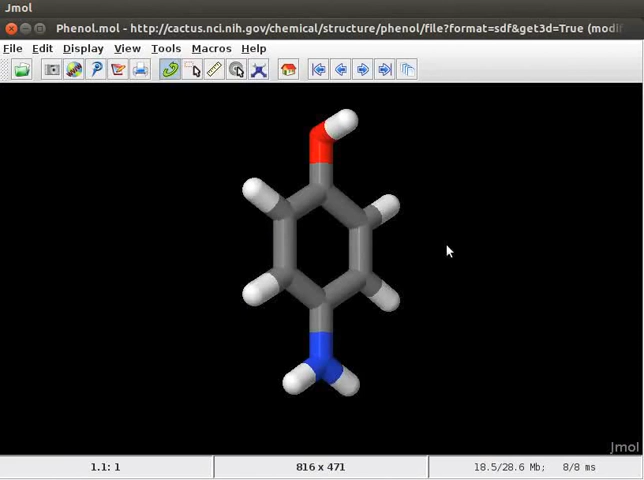 Jmol
Phenol.mol - http://cactus.nci.nih.gov/chemical/structure/phenol/file?format=sdf&get3d=True (modif
File Edit Display View Tools Macros Help
Jmol
1.1: 1 816 x 471 18.5/28.6 Mb; 8/8 ms